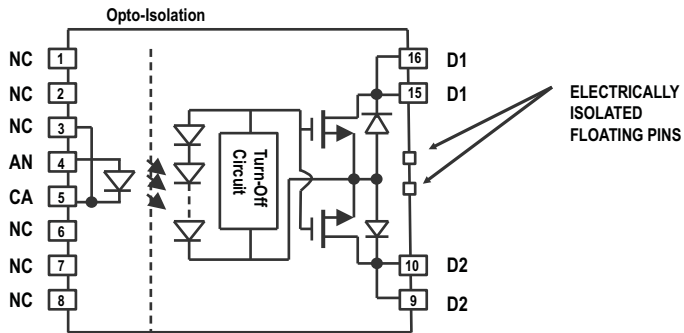 Opto-Isolation
NC 1
NC 2
NC 3
AN 4
CA 5
NC 6
NC 7
NC 8
Turn-Off
Circuit
16 D1
15 D1
10 D2
9 D2
ELECTRICALLY
ISOLATED
FLOATING PINS